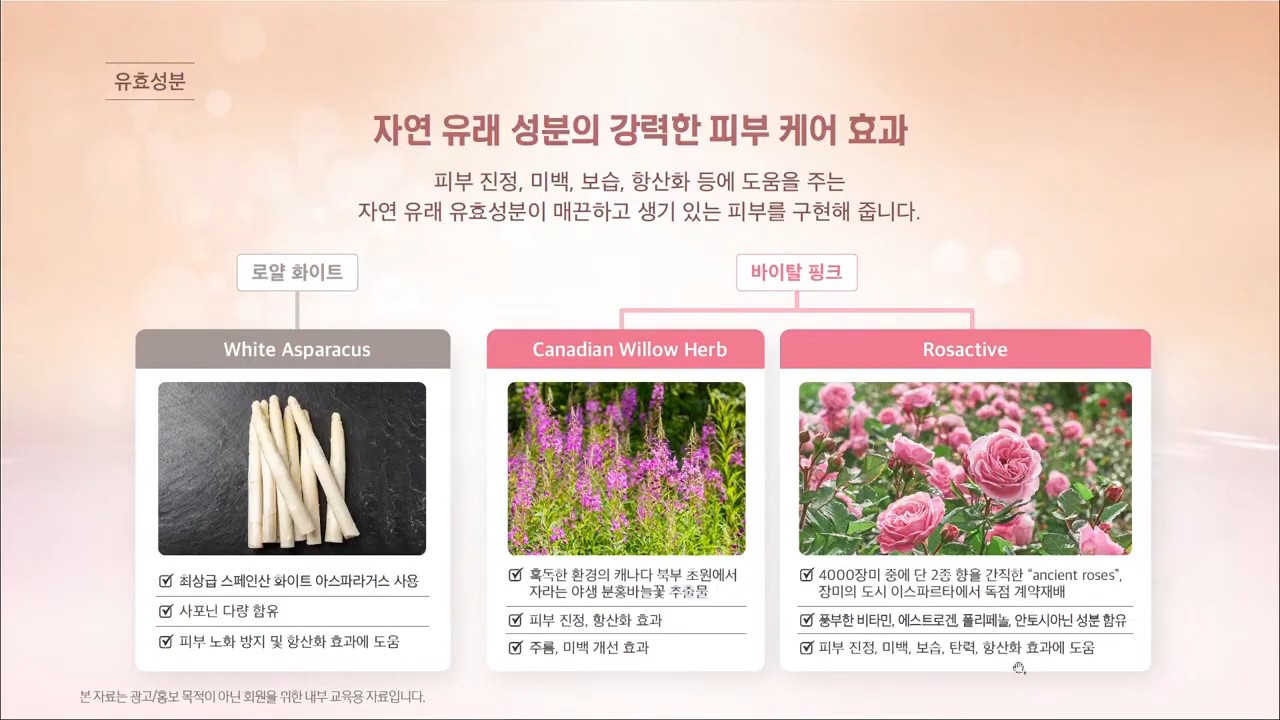 유효성분
자연 유래 성분의 강력한 피부 케어 효과
피부 진정, 미백, 보습, 항산화 등에 도움을 주는
자연 유래 유효성분이 매끈하고 생기 있는 피부를 구현해 줍니다.
로얄 화이트
바이탈 핑크
White Asparacus
최상급 스페인산 화이트 아스파라거스 사용
사포닌 다량 함유
피부 노화 방지 및 항산화 효과에 도움
Canadian Willow Herb
혹독한 환경의 캐나다 북부 초원에서
자라는 야생 분홍바늘꽃 추출물
피부 진정, 항산화 효과
주름, 미백 개선 효과
Rosactive
4000장미 중에 단 2종 향을 간직한 “ancient roses”,
장미의 도시 이스파르타에서 독점 계약재배
풍부한 비타민, 에스트로겐, 폴리페놀, 안토시아닌 성분 함유
피부 진정, 미백, 보습, 탄력, 항산화 효과에 도움
본 자료는 광고/홍보 목적이 아닌 회원을 위한 내부 교육용 자료입니다.